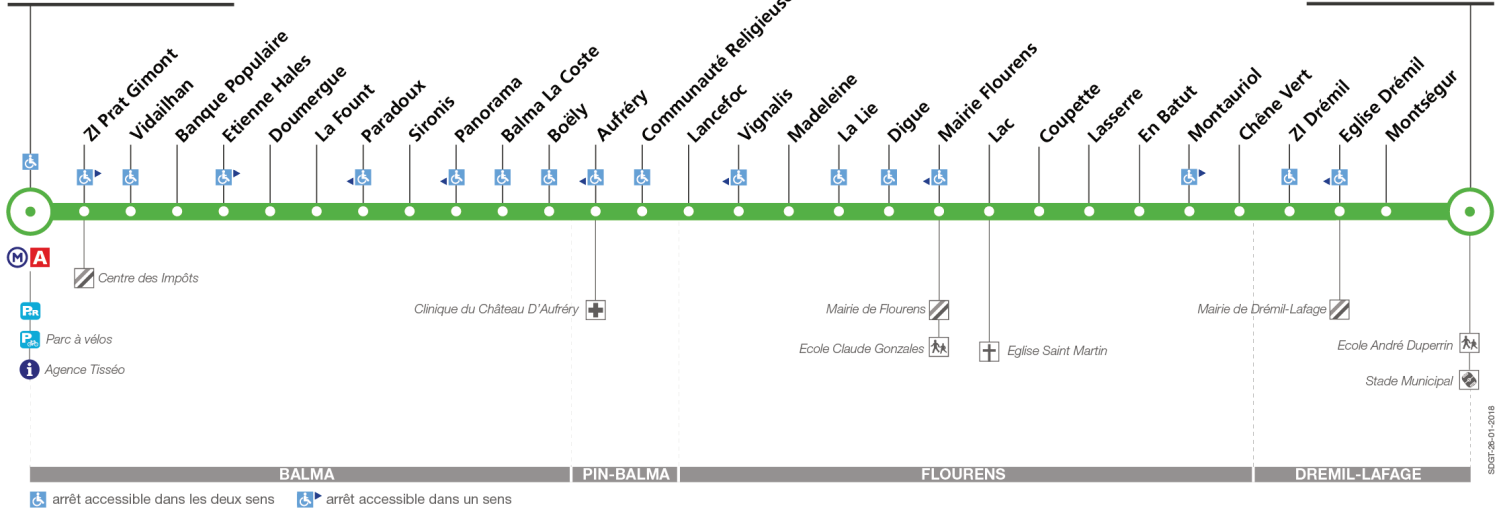 ZI Prat Gimont
Vidailhan
Banque Populaire
Etienne Hales
Doumergue
La Fount
Paradoux
Sironis
Panorama
Balma La Coste
Boëly
Aufréry
Communauté Religieuse
Lancefoc
Vignalis
Madeleine
La Lie
Digue
Mairie Flourens
Lac
Coupette
Lasserre
En Batut
Montauriol
Chêne Vert
ZI Drémil
Eglise Drémil
Montségur
M A
Centre des Impôts
P+R
Parc à vélos
Agence Tisséo
Clinique du Château D'Aufréry
Mairie de Flourens
Ecole Claude Gonzales
Eglise Saint Martin
Mairie de Drémil-Lafage
Ecole André Duperrin
Stade Municipal
SDGT-26-01-2018
BALMA
PIN-BALMA
FLOURENS
DREMIL-LAFAGE
arrêt accessible dans les deux sens
arrêt accessible dans un sens